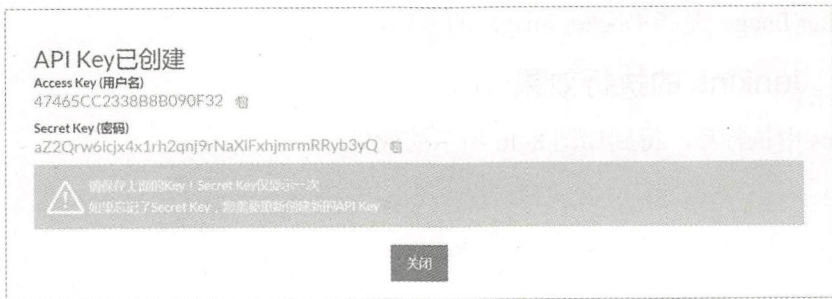 API Key已创建
Access Key (用户名)
47465CC2338B8B090F32
Secret Key (密码)
aZ2Qrw6icjx4x1rh2qnj9rNaXiFxhjmrmRRyb3yQ
请保存上面的Key！Secret Key仅显示一次
如果忘记了Secret Key，您需要重新创建新的API Key
关闭